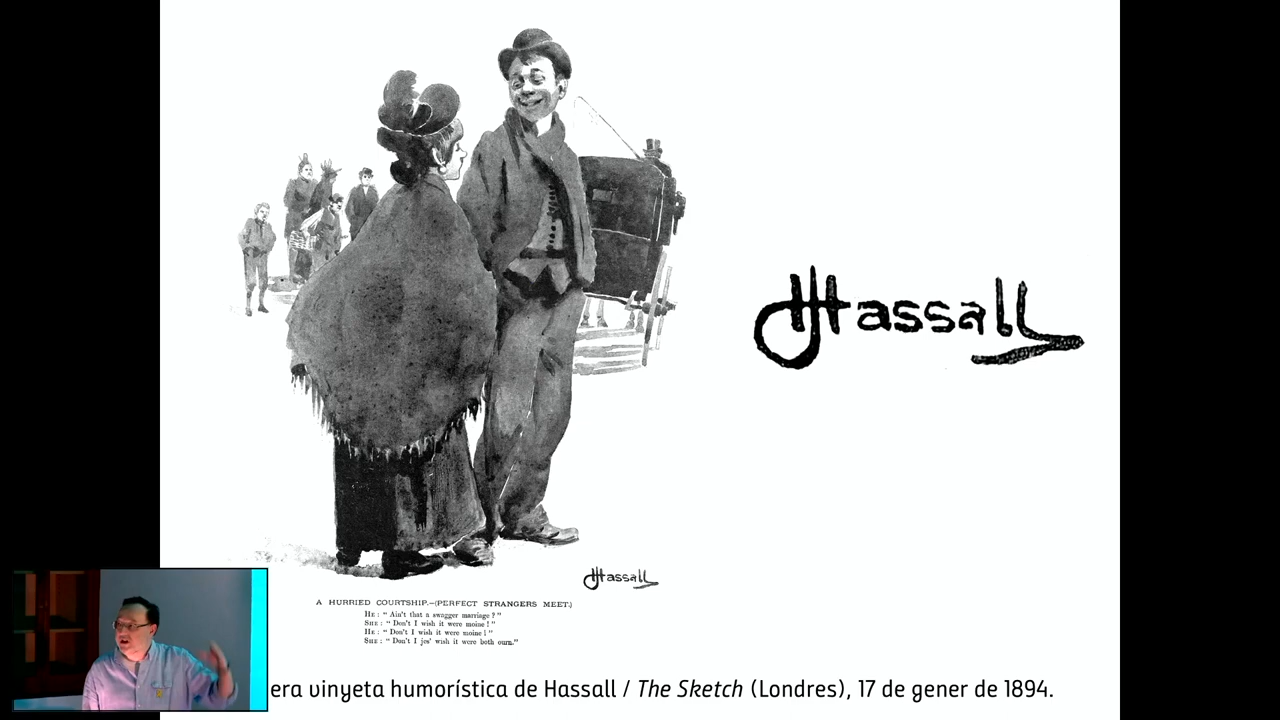 Hassall
Hassall
A HURRIED COURTSHIP.—(PERFECT STRANGERS MEET.)
HE: “Ain't that a swagger marriage?”
SHE: “Don't I wish it were moine!”
HE: “Don't I wish it were moine!”
SHE: “Don't I jes' wish it were both ourn.”
era vinyeta humorística de Hassall / The Sketch (Londres), 17 de gener de 1894.